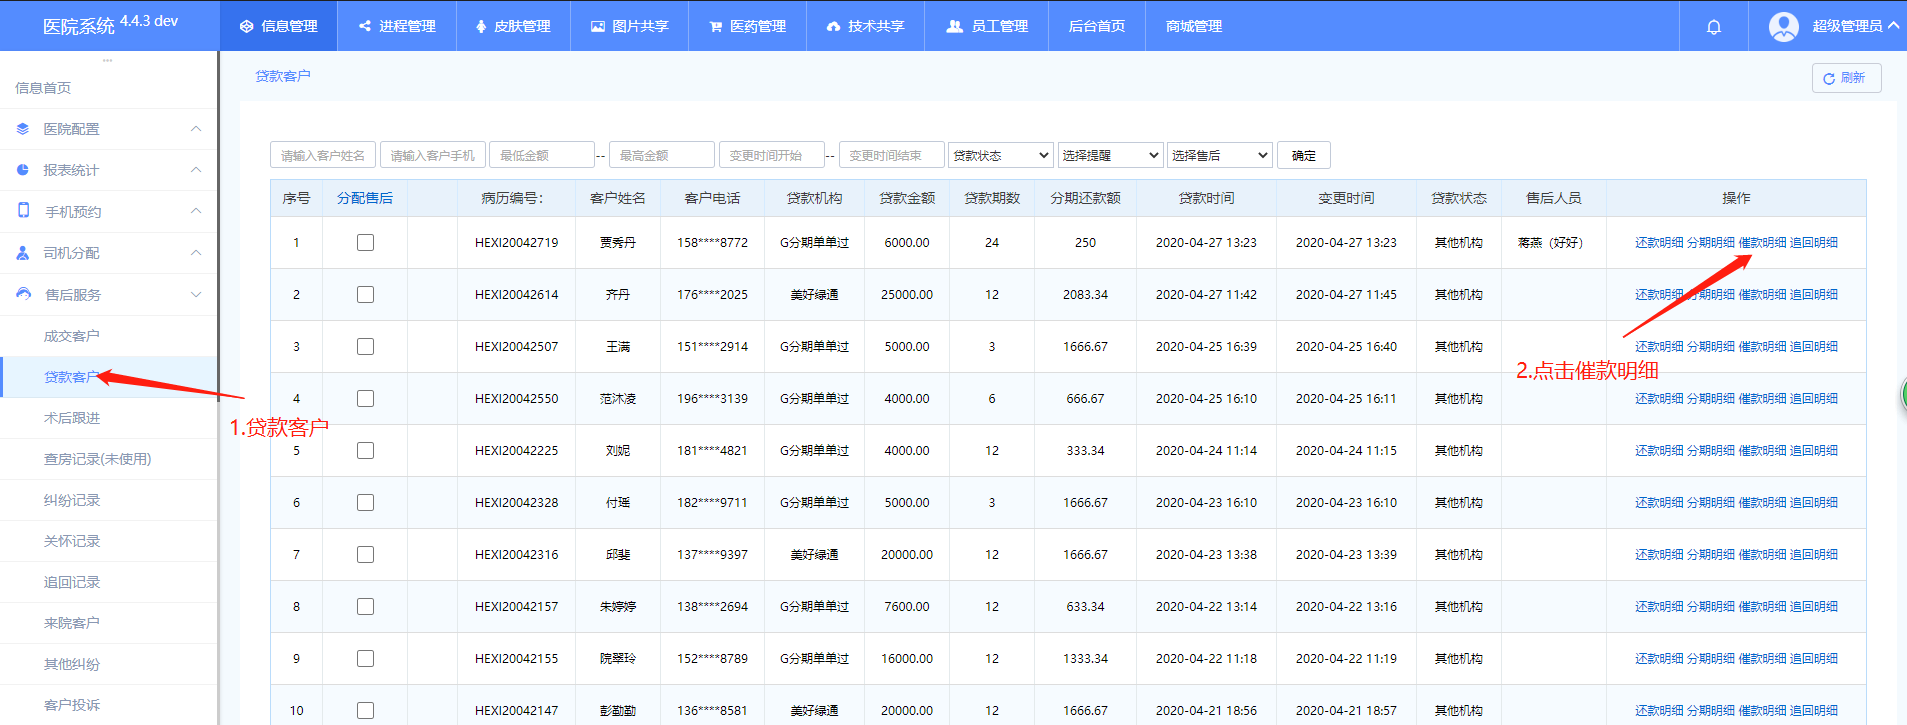 医院系统 4.4.3 dev
信息管理 进程管理 皮肤管理 图片共享 医药管理 技术共享 员工管理 后台首页 商城管理 超级管理员
信息首页
医院配置
报表统计
手机预约
司机分配
售后服务
成交客户
贷款客户
术后跟进
查房记录(未使用)
纠纷记录
关怀记录
追回记录
来院客户
其他纠纷
客户投诉
1.贷款客户
贷款客户
刷新
请输入客户姓名 请输入客户手机 最低金额 -- 最高金额 变更时间开始 -- 变更时间结束 贷款状态 选择提醒 选择售后 确定
序号 分配售后 病历编号: 客户姓名 客户电话 贷款机构 贷款金额 贷款期数 分期还款额 贷款时间 变更时间 贷款状态 售后人员 操作
1 HEXI20042719 贾秀丹 158****8772 G分期单单过 6000.00 24 250 2020-04-27 13:23 2020-04-27 13:23 其他机构 蒋燕（好好） 还款明细 分期明细 催款明细 追回明细
2 HEXI20042614 齐丹 176****2025 美好绿通 25000.00 12 2083.34 2020-04-27 11:42 2020-04-27 11:45 其他机构 还款明细 分期明细 催款明细 追回明细
3 HEXI20042507 王满 151****2914 G分期单单过 5000.00 3 1666.67 2020-04-25 16:39 2020-04-25 16:40 其他机构 还款明细 分期明细 催款明细 追回明细
2.点击催款明细
4 HEXI20042550 范沐凌 196****3139 G分期单单过 4000.00 6 666.67 2020-04-25 16:10 2020-04-25 16:11 其他机构 还款明细 分期明细 催款明细 追回明细
5 HEXI20042225 刘妮 181****4821 G分期单单过 4000.00 12 333.34 2020-04-24 11:14 2020-04-24 11:15 其他机构 还款明细 分期明细 催款明细 追回明细
6 HEXI20042328 付瑶 182****9711 G分期单单过 5000.00 3 1666.67 2020-04-23 16:10 2020-04-23 16:10 其他机构 还款明细 分期明细 催款明细 追回明细
7 HEXI20042316 邱斐 137****9397 美好绿通 20000.00 12 1666.67 2020-04-23 13:38 2020-04-23 13:39 其他机构 还款明细 分期明细 催款明细 追回明细
8 HEXI20042157 朱婷婷 138****2694 G分期单单过 7600.00 12 633.34 2020-04-22 13:14 2020-04-22 13:16 其他机构 还款明细 分期明细 催款明细 追回明细
9 HEXI20042155 院翠玲 152****8789 G分期单单过 16000.00 12 1333.34 2020-04-22 11:18 2020-04-22 11:19 其他机构 还款明细 分期明细 催款明细 追回明细
10 HEXI20042147 彭勤勤 136****8581 美好绿通 20000.00 12 1666.67 2020-04-21 18:56 2020-04-21 18:57 其他机构 还款明细 分期明细 催款明细 追回明细